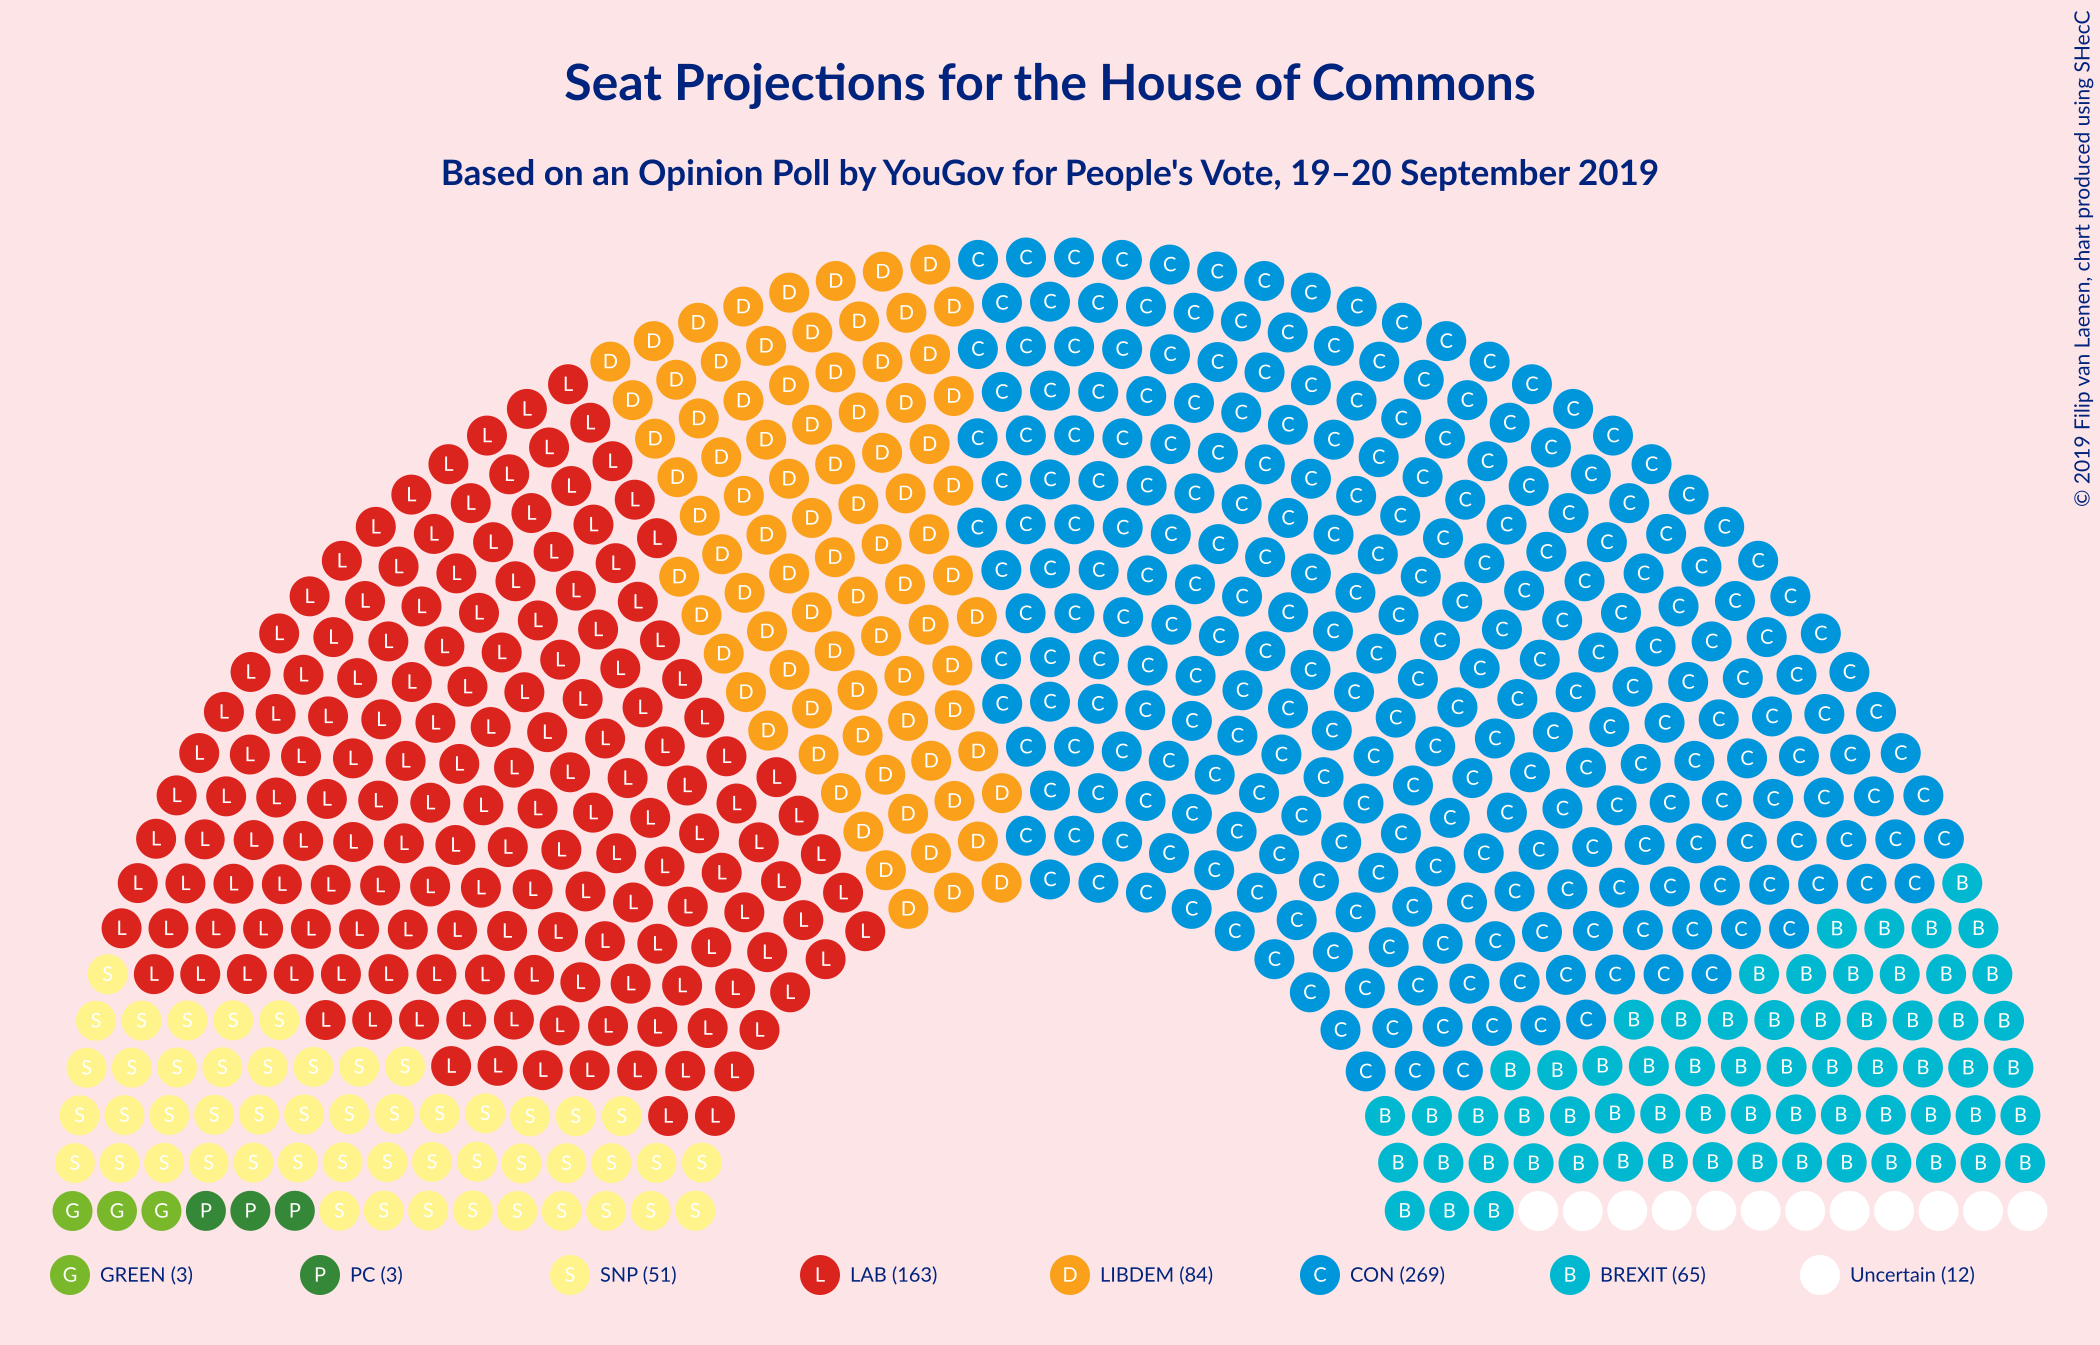 Seat Projections for the House of Commons
Based on an Opinion Poll by YouGov for People's Vote, 19–20 September 2019
© 2019 Filip van Laenen, chart produced using SHecC
G GREEN (3)
P PC (3)
S SNP (51)
L LAB (163)
D LIBDEM (84)
C CON (269)
B BREXIT (65)
Uncertain (12)